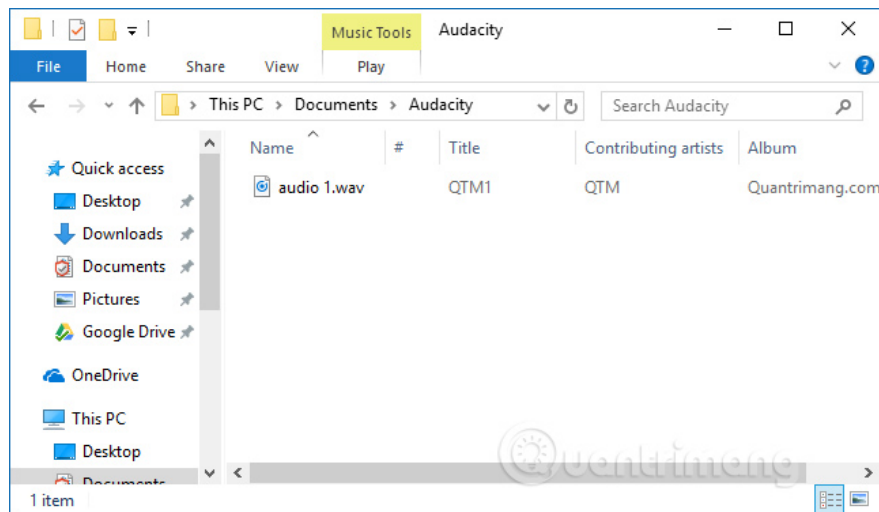 Music Tools Audacity
File Home Share View Play
This PC > Documents > Audacity Search Audacity
Name # Title Contributing artists Album
Quick access
audio 1.wav QTM1 QTM Quantrimang.com
Desktop
Downloads
Documents
Pictures
Google Drive
OneDrive
This PC
Desktop
Documents
Quantrimang
1 item